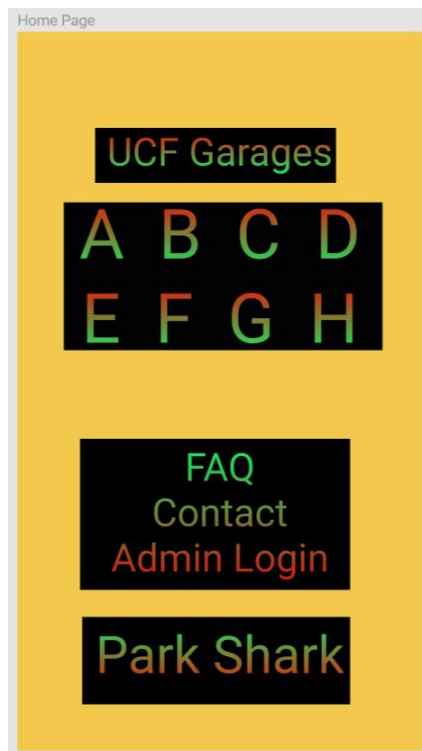 Home Page
UCF Garages
A B C D
E F G H
FAQ
Contact
Admin Login
Park Shark